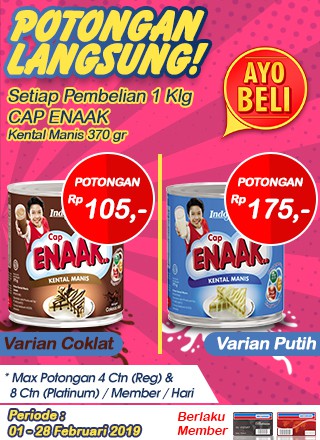 POTONGAN
LANGSUNG!
Setiap Pembelian 1 Klg
CAP ENAAK
Kental Manis 370 gr
AYO
BELI
POTONGAN
Rp 105,-
POTONGAN
Rp 175,-
Cap
ENAAK
KENTAL MANIS
Cap
ENAAK
KENTAL MANIS
Varian Coklat
Varian Putih
* Max Potongan 4 Ctn (Reg) &
8 Ctn (Platinum) / Member / Hari
Periode :
01 - 28 Februari 2019
Berlaku
Member